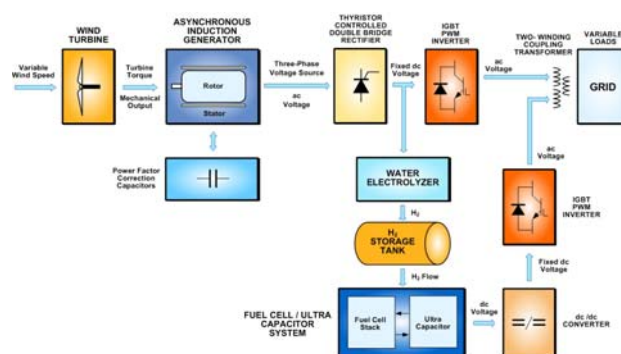 WIND
TURBINE
ASYNCHRONOUS
INDUCTION
GENERATOR
THYRISTOR
CONTROLLED
DOUBLE BRIDGE
RECTIFIER
IGBT
PWM
INVERTER
TWO- WINDING
COUPLING
TRANSFORMER
VARIABLE
LOADS
Variable
Wind Speed
Turbine
Torque
Mechanical
Output
Rotor
Stator
Three-Phase
Voltage Source
ac
Voltage
Fixed dc
Voltage
ac
Voltage
GRID
Power Factor
Correction
Capacitors
WATER
ELECTROLYZER
H2
H2
STORAGE
TANK
H2 Flow
ac
Voltage
IGBT
PWM
INVERTER
Fixed dc
Voltage
FUEL CELL / ULTRA
CAPACITOR
SYSTEM
Fuel Cell
Stack
Ultra
Capacitor
dc
Voltage
dc /dc
CONVERTER